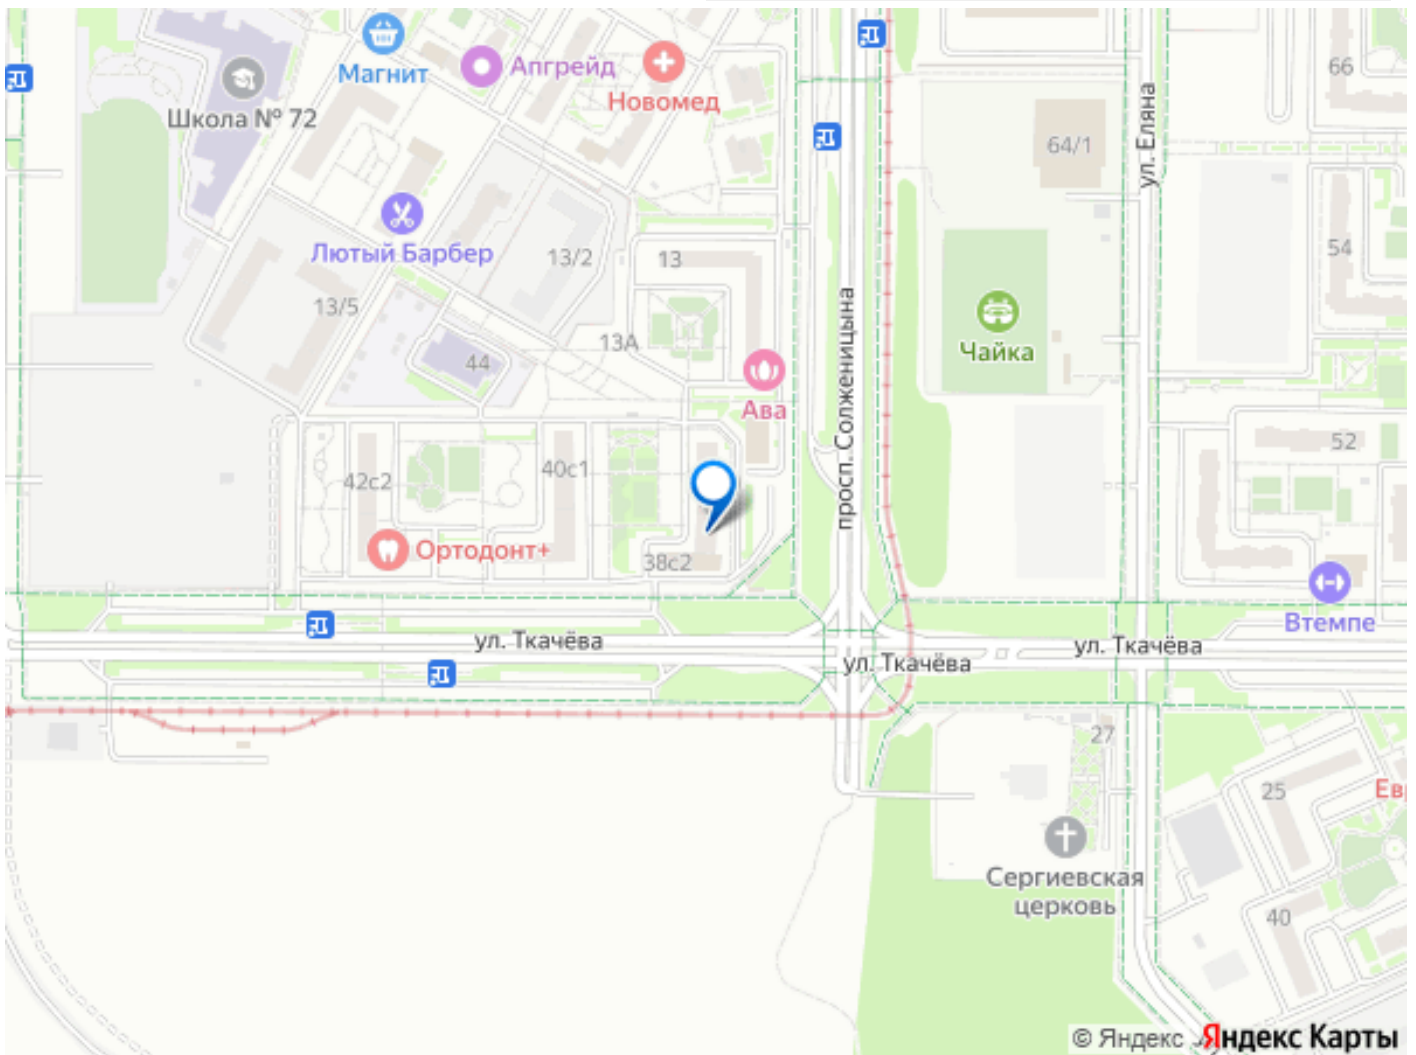 66
Магнит
Апгрейд
Новомед
Школа № 72
64/1
ул. Еляна
Лютый Барбер
13/2
13
54
13/5
13А
44
Чайка
Ава
просп. Солженицына
52
42с2
40с1
Ортодонт+
38с2
Втемпе
ул. Ткачёва
ул. Ткачёва
ул. Ткачёва
27
25
Сергиевская
церковь
40
© Яндекс
Яндекс Карты